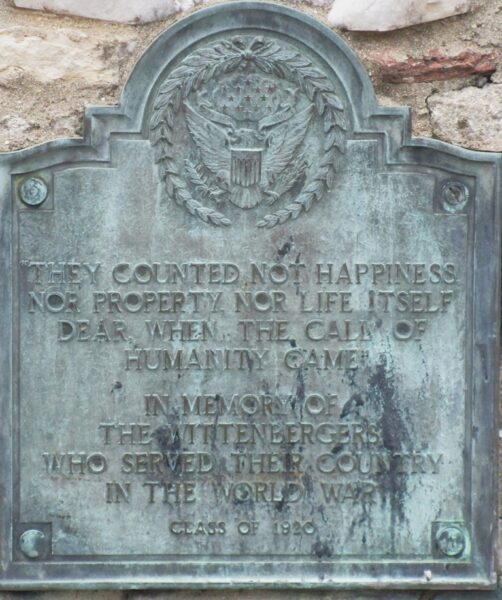 "THEY COUNTED NOT HAPPINESS
NOR PROPERTY, NOR LIFE ITSELF
DEAR, WHEN THE CALL OF
HUMANITY CAME"
IN MEMORY OF
THE WITTENBERGERS
WHO SERVED THEIR COUNTRY
IN THE WORLD WAR
CLASS OF 1920